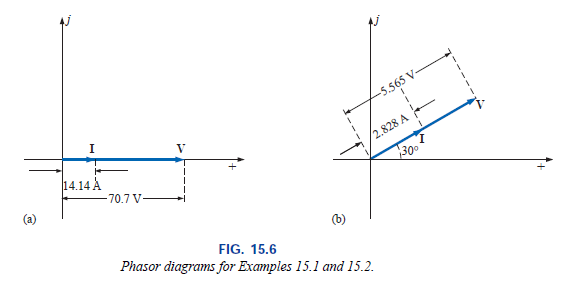 j
I
V
+
14.14 A
70.7 V
(a)
j
5.565 V
2.828 A
V
I
30°
+
(b)
FIG. 15.6
Phasor diagrams for Examples 15.1 and 15.2.